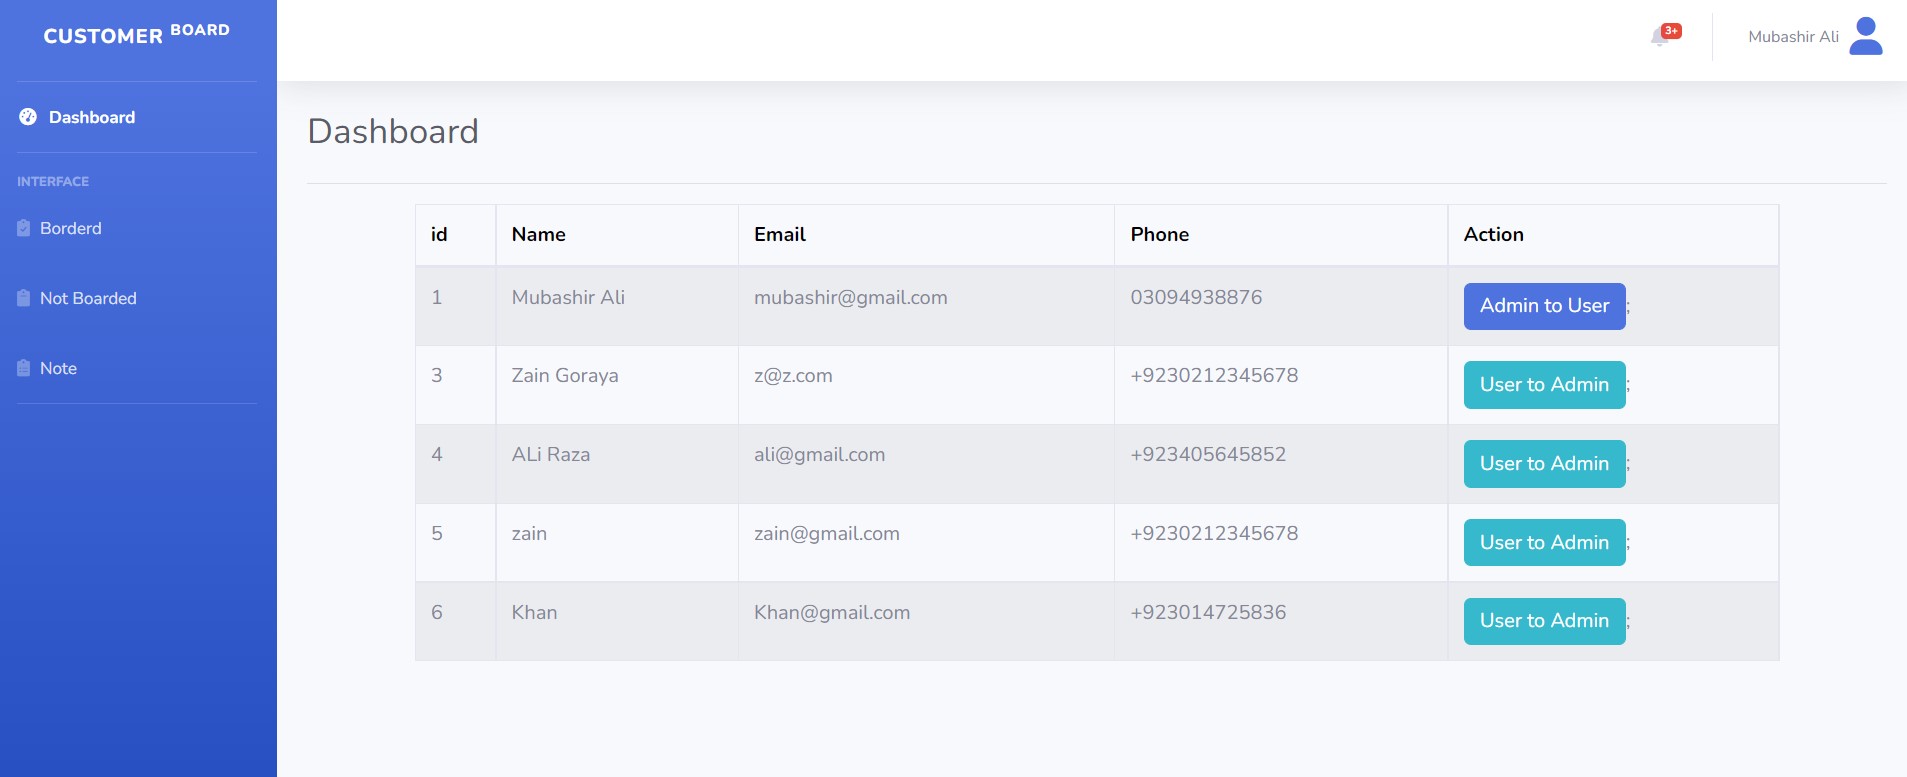 CUSTOMER BOARD
3+
Mubashir Ali
Dashboard
INTERFACE
Borderd
Not Boarded
Note
Dashboard
id Name Email Phone Action
1 Mubashir Ali mubashir@gmail.com 03094938876 Admin to User ;
3 Zain Goraya z@z.com +9230212345678 User to Admin ;
4 ALi Raza ali@gmail.com +923405645852 User to Admin ;
5 zain zain@gmail.com +9230212345678 User to Admin ;
6 Khan Khan@gmail.com +923014725836 User to Admin ;